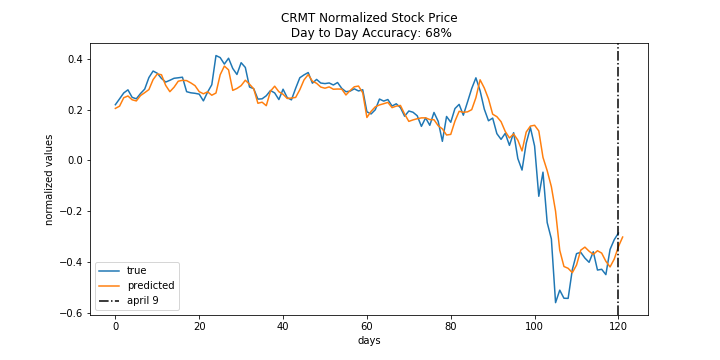 CRMT Normalized Stock Price
Day to Day Accuracy: 68%
normalized values
0.4
0.2
0.0
−0.2
−0.4
−0.6
true
predicted
april 9
0
20
40
60
80
100
120
days